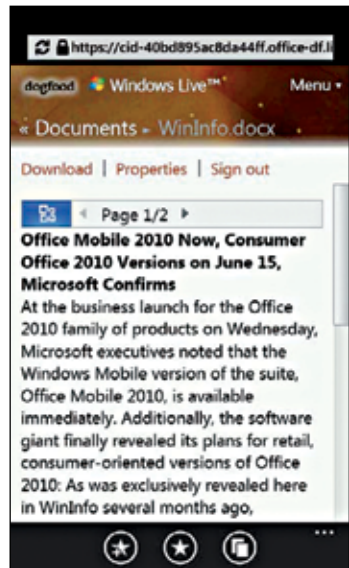 https://cid-40bd895ac8da44ff.office-df.li
dogfood Windows Live™ Menu
« Documents ▸ WinInfo.docx
Download | Properties | Sign out
Page 1/2
Office Mobile 2010 Now, Consumer
Office 2010 Versions on June 15,
Microsoft Confirms
At the business launch for the Office
2010 family of products on Wednesday,
Microsoft executives noted that the
Windows Mobile version of the suite,
Office Mobile 2010, is available
immediately. Additionally, the software
giant finally revealed its plans for retail,
consumer-oriented versions of Office
2010: As was exclusively revealed here
in WinInfo several months ago,